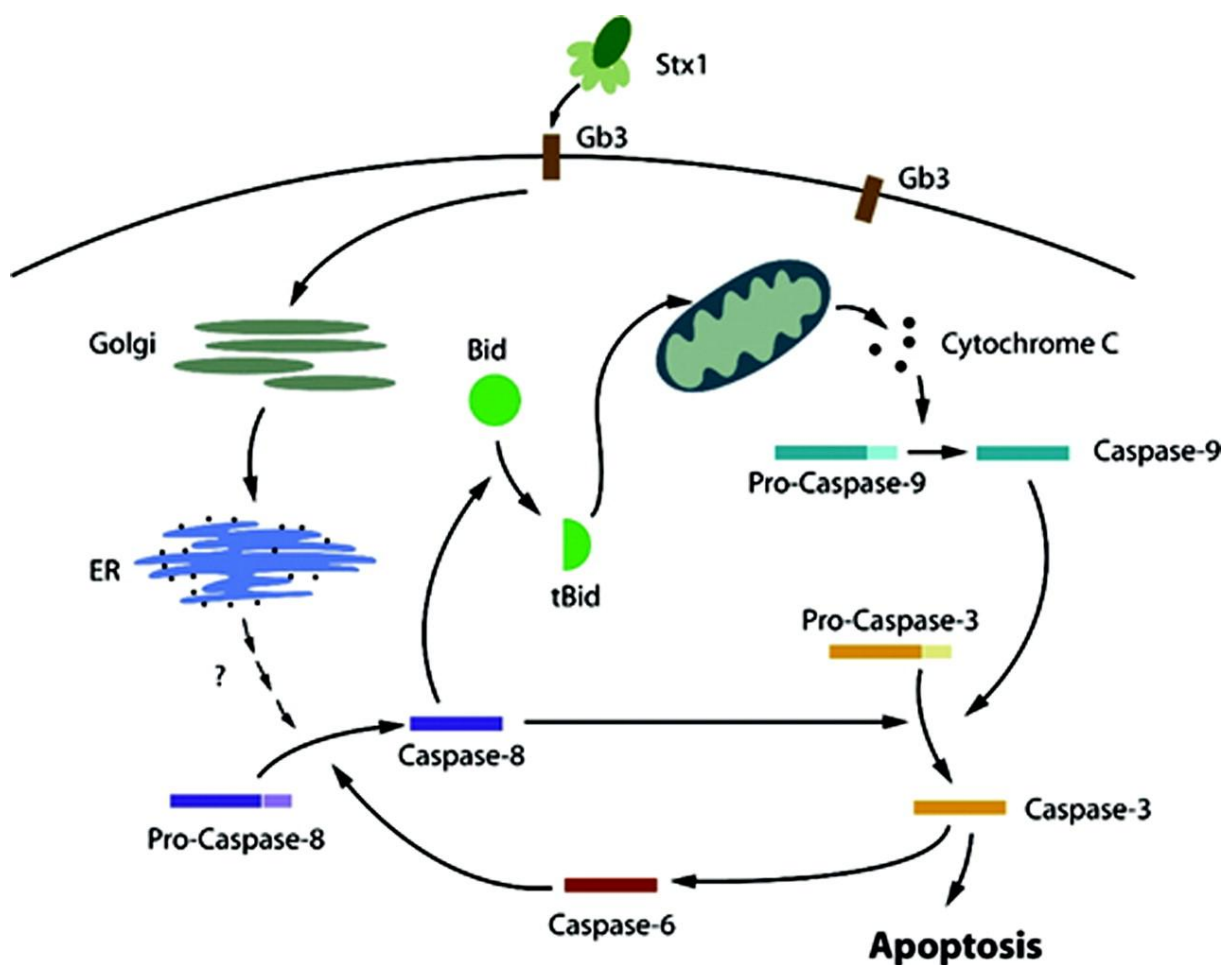 Stx1
Gb3
Gb3
Golgi
Bid
Cytochrome C
Caspase-9
Pro-Caspase-9
ER
tBid
Pro-Caspase-3
?
Caspase-8
Pro-Caspase-8
Caspase-3
Caspase-6
Apoptosis